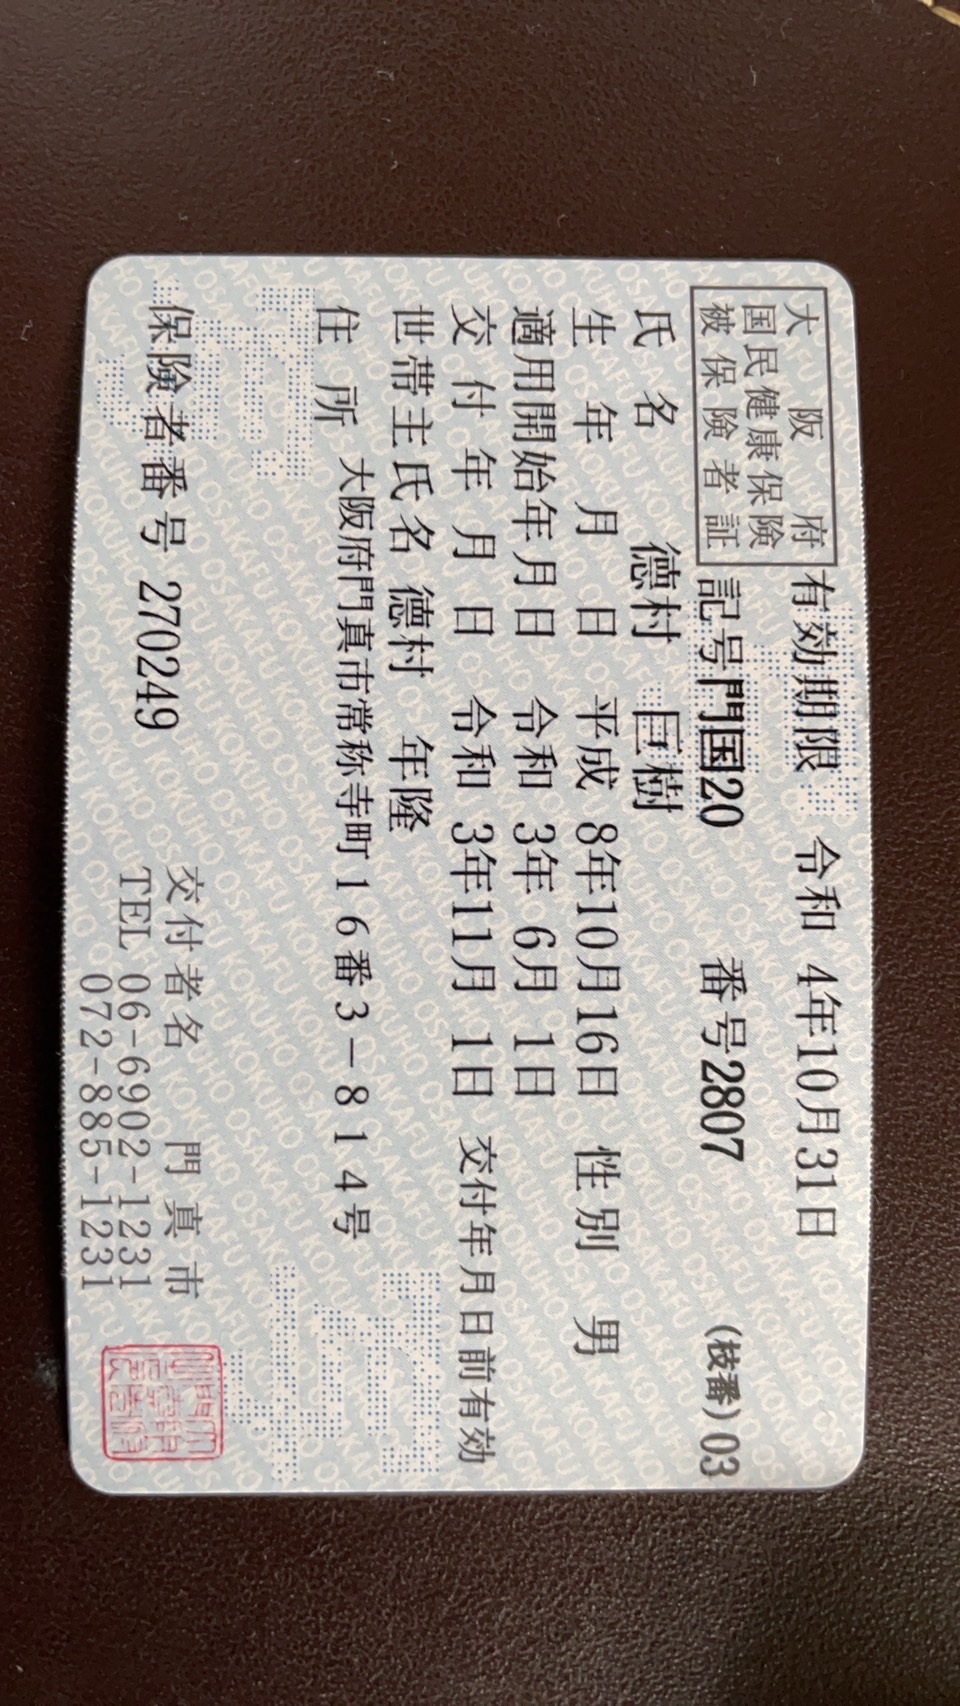 大阪府
国民健康保険
被保険者証
有効期限 令和 4年10月31日
記号門国20 番号2807 (枝番)03
氏名 徳村 巨樹
生年月日 平成 8年10月16日 性別 男
適用開始年月日 令和 3年 6月 1日
交付年月日 令和 3年11月 1日 交付年月日前有効
世帯主氏名 徳村 年隆
住所 大阪府門真市常称寺町16番3-814号
保険者番号 270249
交付者名 門真市
TEL 06-6902-1231
072-885-1231